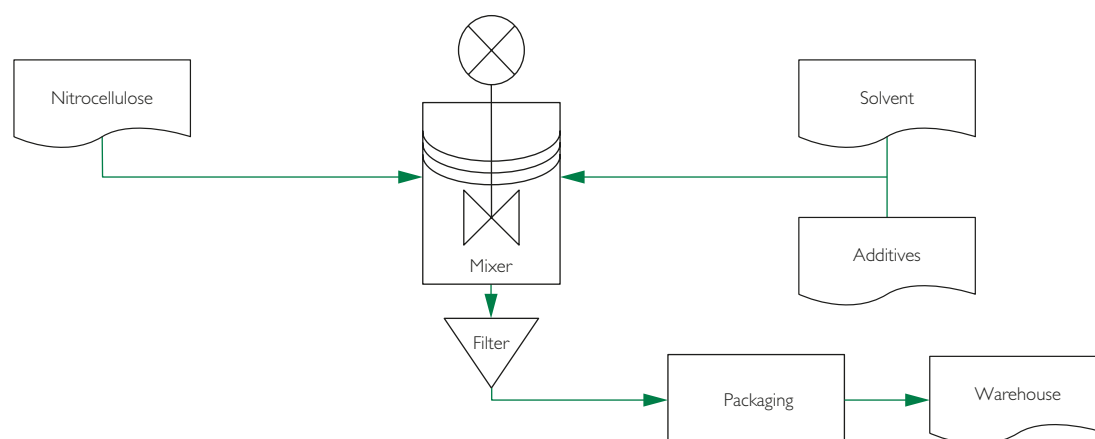 Nitrocellulose
Solvent
Additives
Mixer
Filter
Packaging
Warehouse